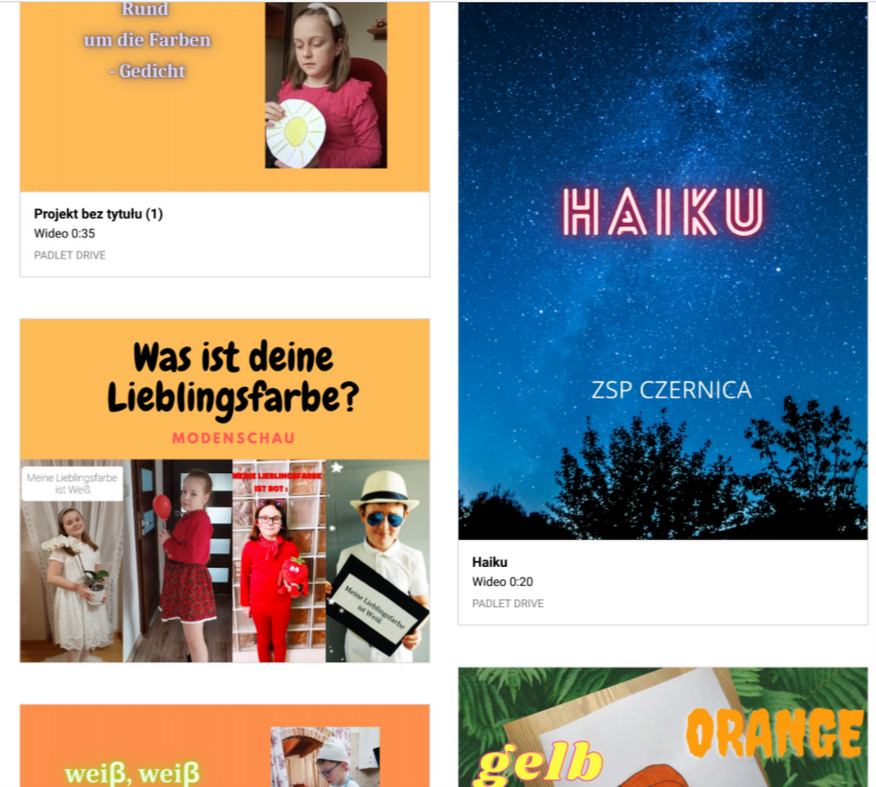 Rund
um die Farben
- Gedicht
Projekt bez tytułu (1)
Wideo 0:35
PADLET DRIVE
Was ist deine
Lieblingsfarbe?
MODENSCHAU
Meine Lieblingsfarbe
ist Weiß
MEINE LIEBLINGSFARBE
IST ROT :
Meine Lieblingsfarbe
ist Weiß
weiß, weiß
HAIKU
ZSP CZERNICA
Haiku
Wideo 0:20
PADLET DRIVE
ORANGE
gelb